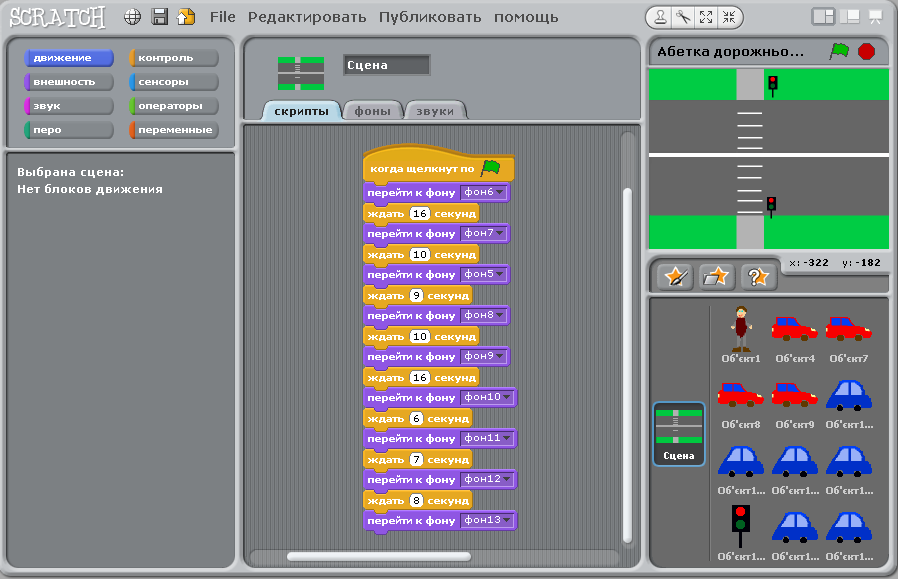 SCRATCH File Редактировать Публиковать помощь
движение контроль
внешность сенсоры
звук операторы
перо переменные
Выбрана сцена:
Нет блоков движения
Сцена
скрипты фоны звуки
когда щелкнут по
перейти к фону фон6
ждать 16 секунд
перейти к фону фон7
ждать 10 секунд
перейти к фону фон5
ждать 9 секунд
перейти к фону фон8
ждать 10 секунд
перейти к фону фон9
ждать 16 секунд
перейти к фону фон10
ждать 6 секунд
перейти к фону фон11
ждать 7 секунд
перейти к фону фон12
ждать 8 секунд
перейти к фону фон13
Абетка дорожньо...
x: -322 y: -182
Об'єкт1 Об'єкт4 Об'єкт7
Об'єкт8 Об'єкт9 Об'єкт1...
Сцена
Об'єкт1... Об'єкт1... Об'єкт1...
Об'єкт1... Об'єкт1... Об'єкт1...